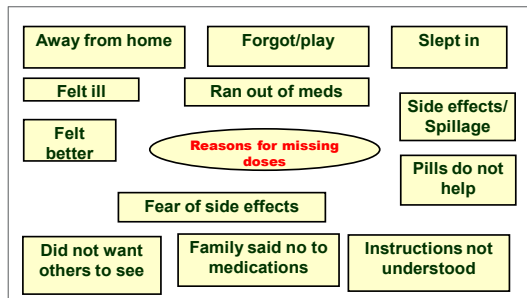 Away from home
Forgot/play
Slept in
Felt ill
Ran out of meds
Side effects/
Spillage
Felt
better
Reasons for missing
doses
Pills do not
help
Fear of side effects
Did not want
others to see
Family said no to
medications
Instructions not
understood